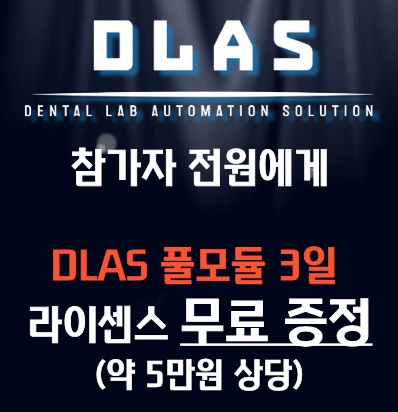 DLAS
DENTAL LAB AUTOMATION SOLUTION
참가자 전원에게
DLAS 풀모듈 3일
라이센스 무료 증정
(약 5만원 상당)